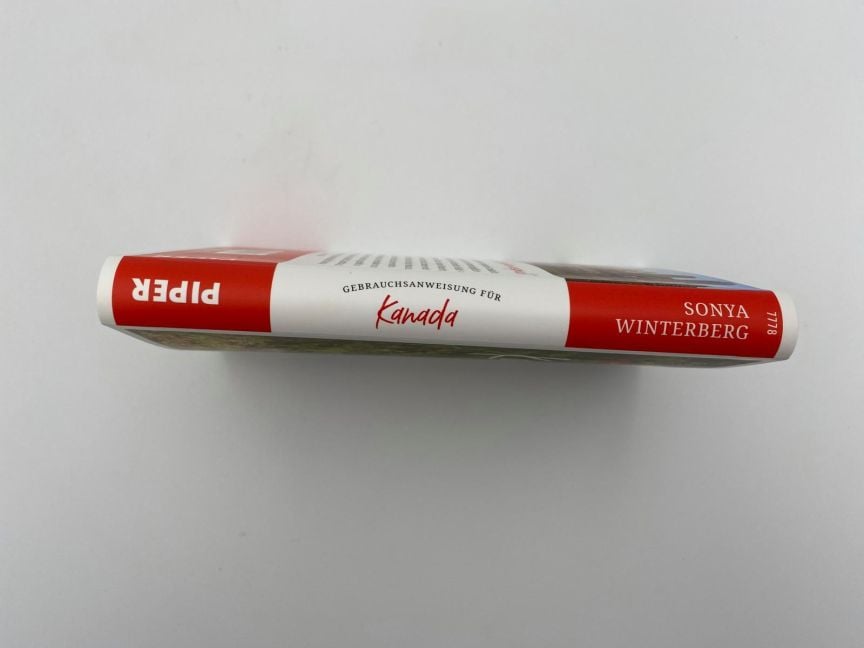 PIPER
GEBRAUCHSANWEISUNG FÜR
Kanada
SONYA
WINTERBERG
7778